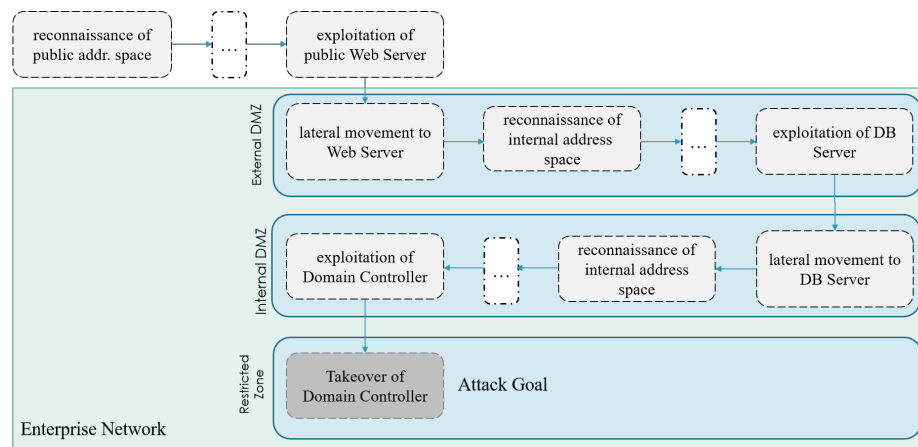 reconnaissance of
public addr. space
...
exploitation of
public Web Server
External DMZ
lateral movement to
Web Server
reconnaissance of
internal address
space
...
exploitation of DB
Server
Internal DMZ
exploitation of
Domain Controller
...
reconnaissance of
internal address
space
lateral movement to
DB Server
Restricted
Zone
Takeover of
Domain Controller
Attack Goal
Enterprise Network